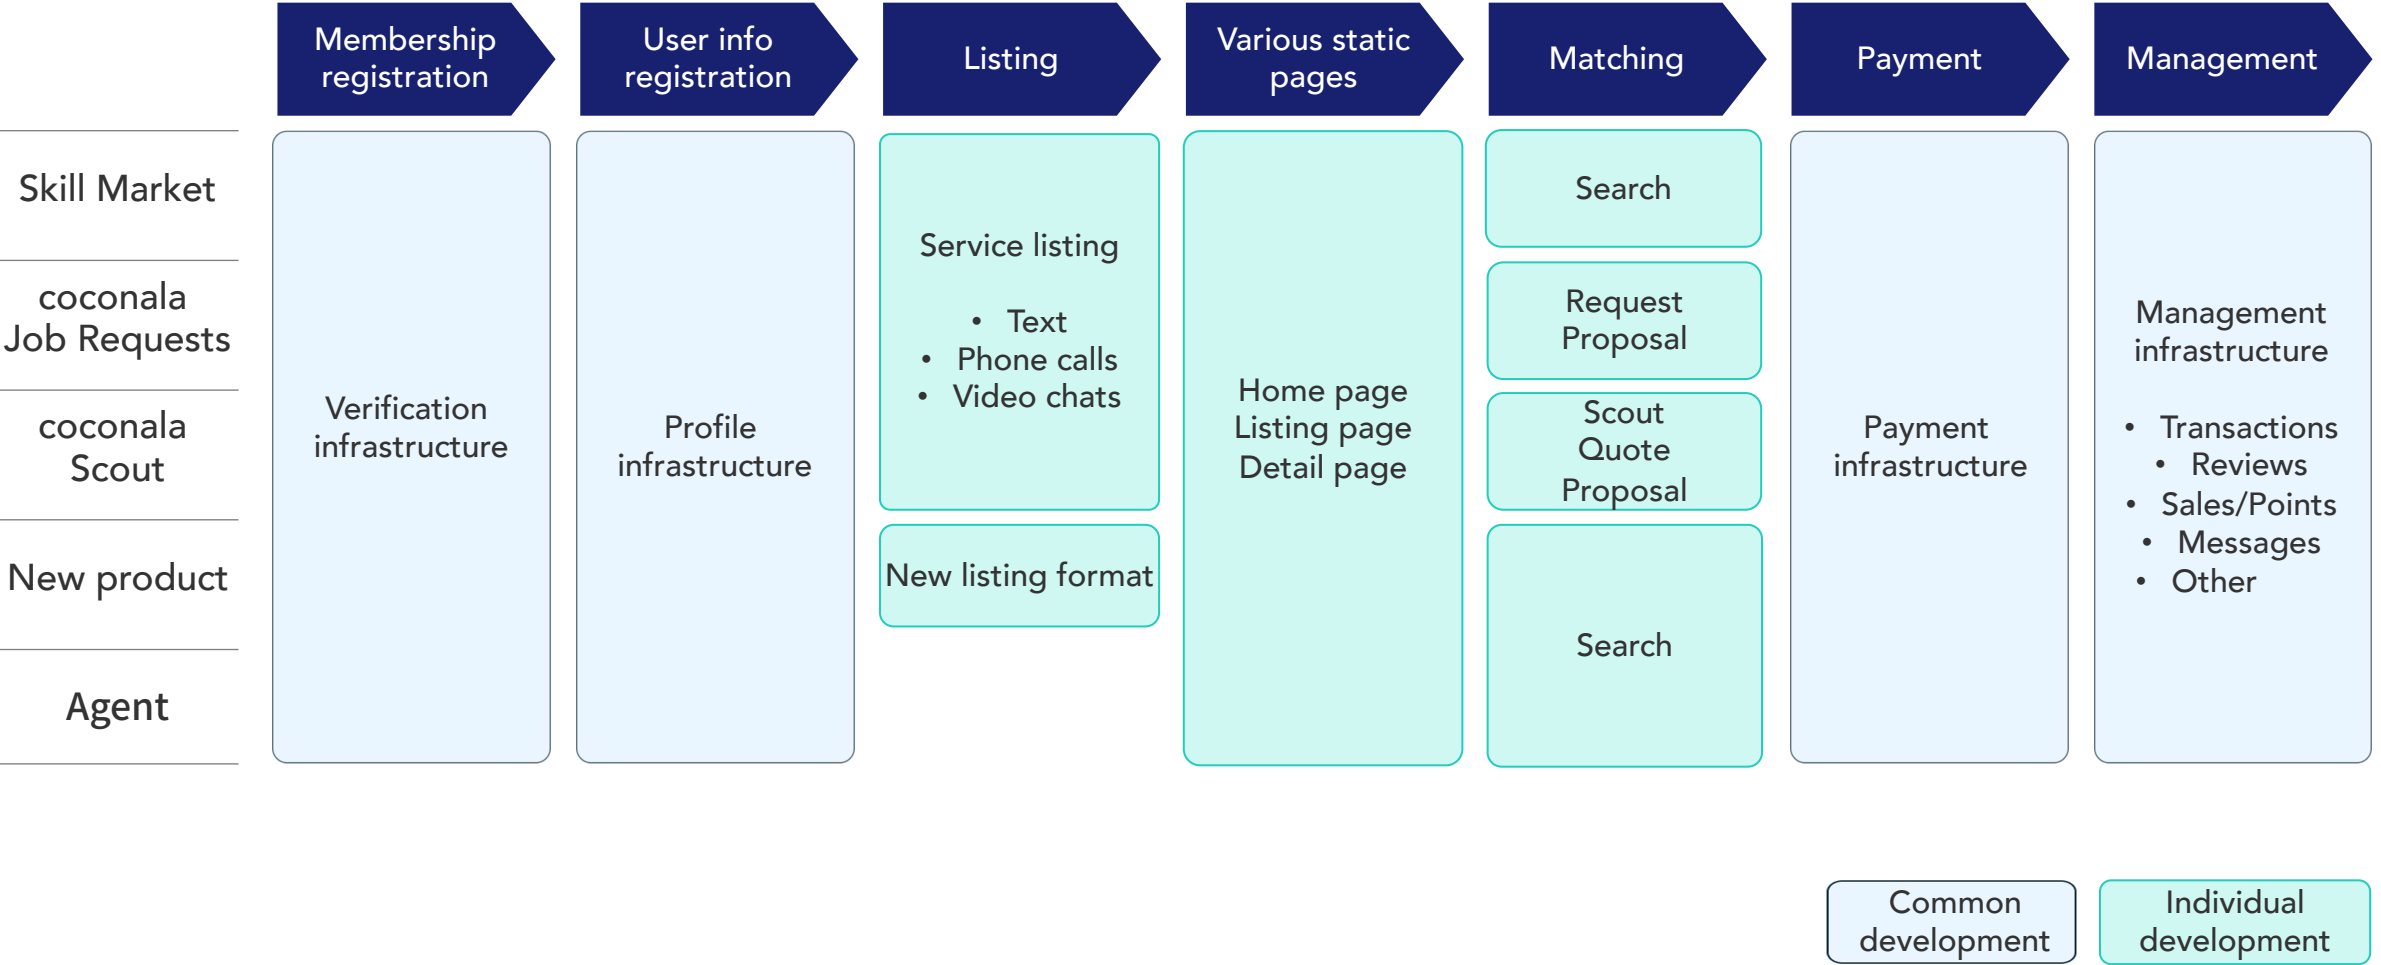 Membership
registration
User info
registration
Listing
Various static
pages
Matching
Payment
Management
Skill Market
coconala
Job Requests
coconala
Scout
New product
Agent
Verification
infrastructure
Profile
infrastructure
Service listing
• Text
• Phone calls
• Video chats
New listing format
Home page
Listing page
Detail page
Search
Request
Proposal
Scout
Quote
Proposal
Search
Payment
infrastructure
Management
infrastructure
• Transactions
• Reviews
• Sales/Points
• Messages
• Other
Common
development
Individual
development